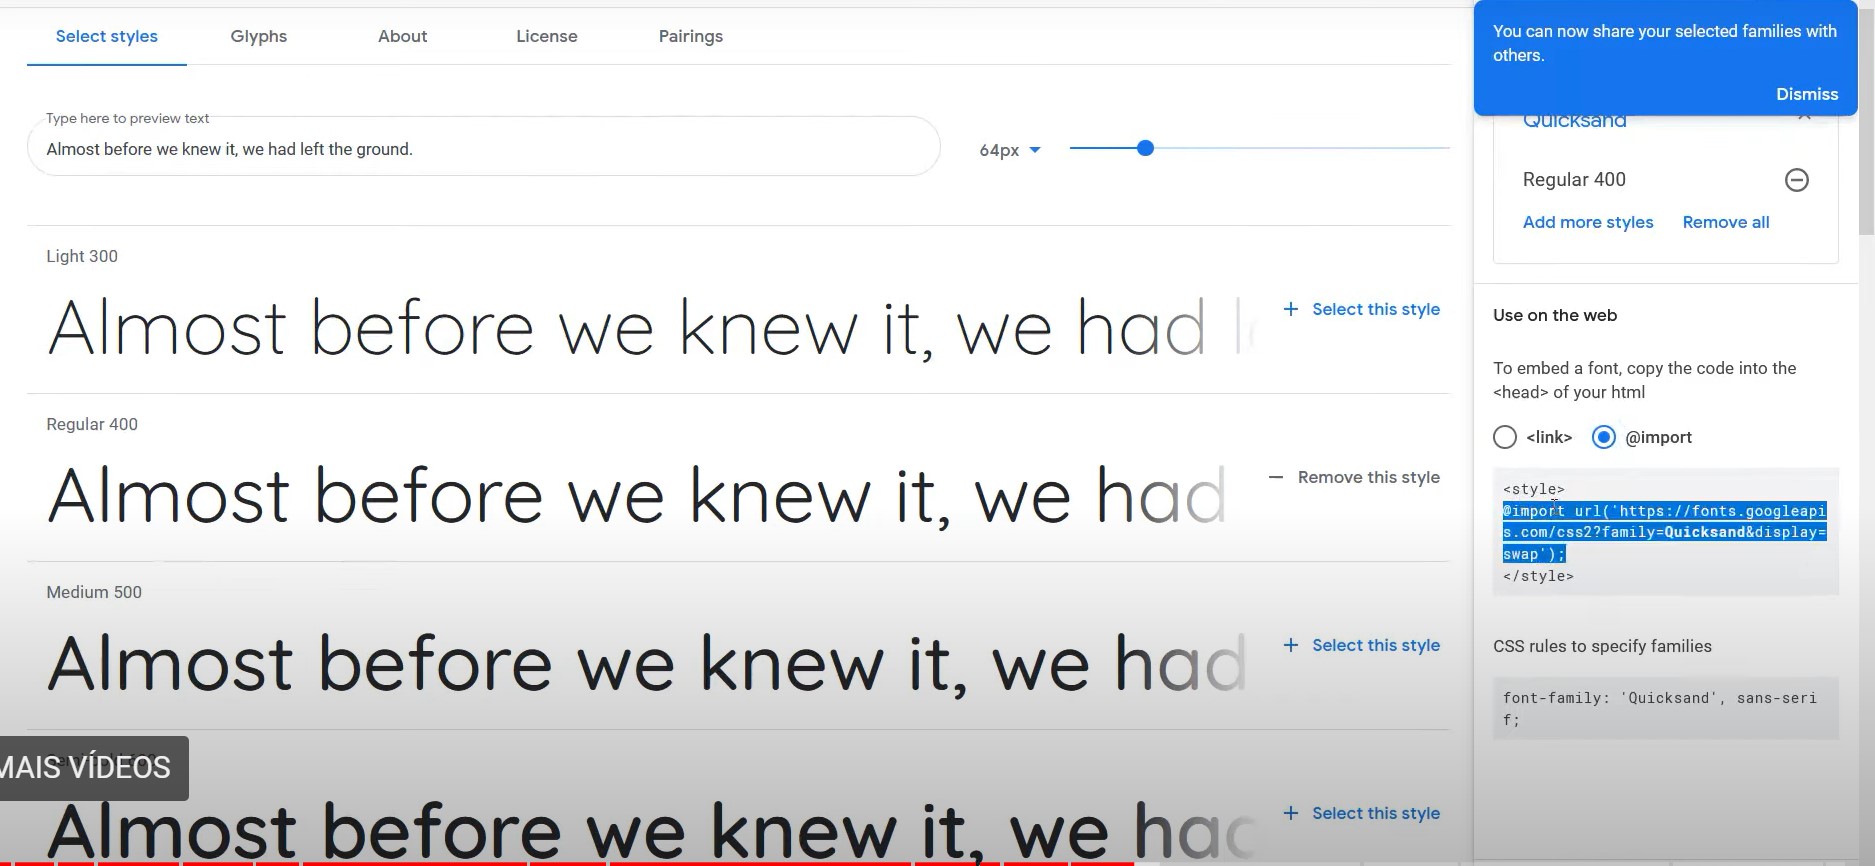 Select styles
Glyphs
About
License
Pairings
You can now share your selected families with
others.
Dismiss
Type here to preview text
Almost before we knew it, we had left the ground.
64px
Quicksand
Regular 400
Add more styles
Remove all
Light 300
Almost before we knew it, we had l
Select this style
Regular 400
Almost before we knew it, we had
Remove this style
Medium 500
Almost before we knew it, we had
Select this style
MAIS VÍDEOS
Almost before we knew it, we had
Select this style
Use on the web
To embed a font, copy the code into the
<head> of your html
<link>
@import
<style>
@import url('https://fonts.googleapi
s.com/css2?family=Quicksand&display=
swap');
</style>
CSS rules to specify families
font-family: 'Quicksand', sans-seri
f;